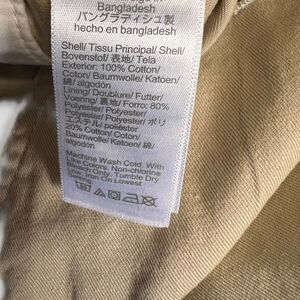 Bangladesh
バングラディシュ製
hecho en bangladesh
Shell/ Tissu Principal/ Shell/
Bovenstof/ 表地/ Tela
Exterior: 100% Cotton/
Coton/ Baumwolle/ Katoen/
綿/ algodón
Lining/ Doublure/ Futter/
Voering/ 裏地/ Forro: 80%
Polyester/ Polyester/
Polyester/ Polyester/ ポリ
エステル/ poliéster
20% Cotton/ Coton/
Baumwolle/ Katoen/ 綿/
algodón
Machine Wash Cold. With
Like Colors. Non-chlorine
Bleach Only. Tumble Dry
Low. Iron On Lowest